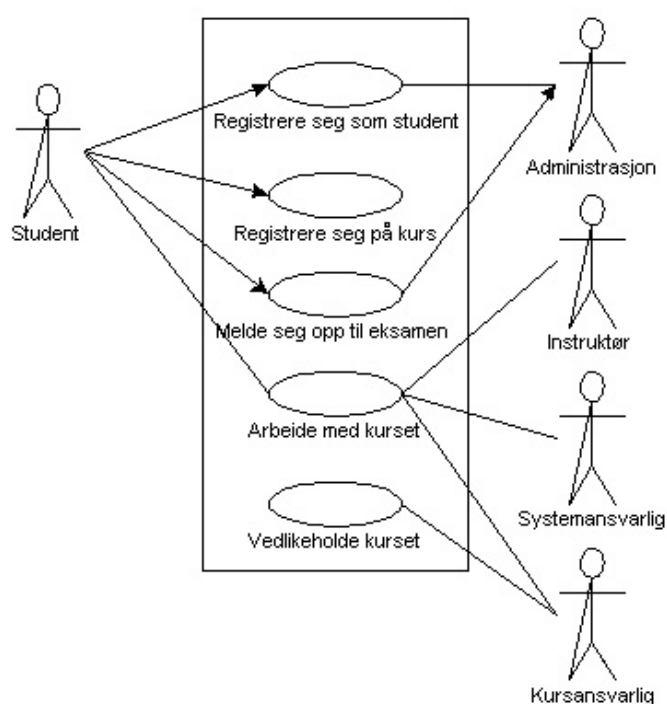 Registrere seg som student
Administrasjon
Student
Registrere seg på kurs
Melde seg opp til eksamen
Instruktør
Arbeide med kurset
Systemansvarlig
Vedlikeholde kurset
Kursansvarlig